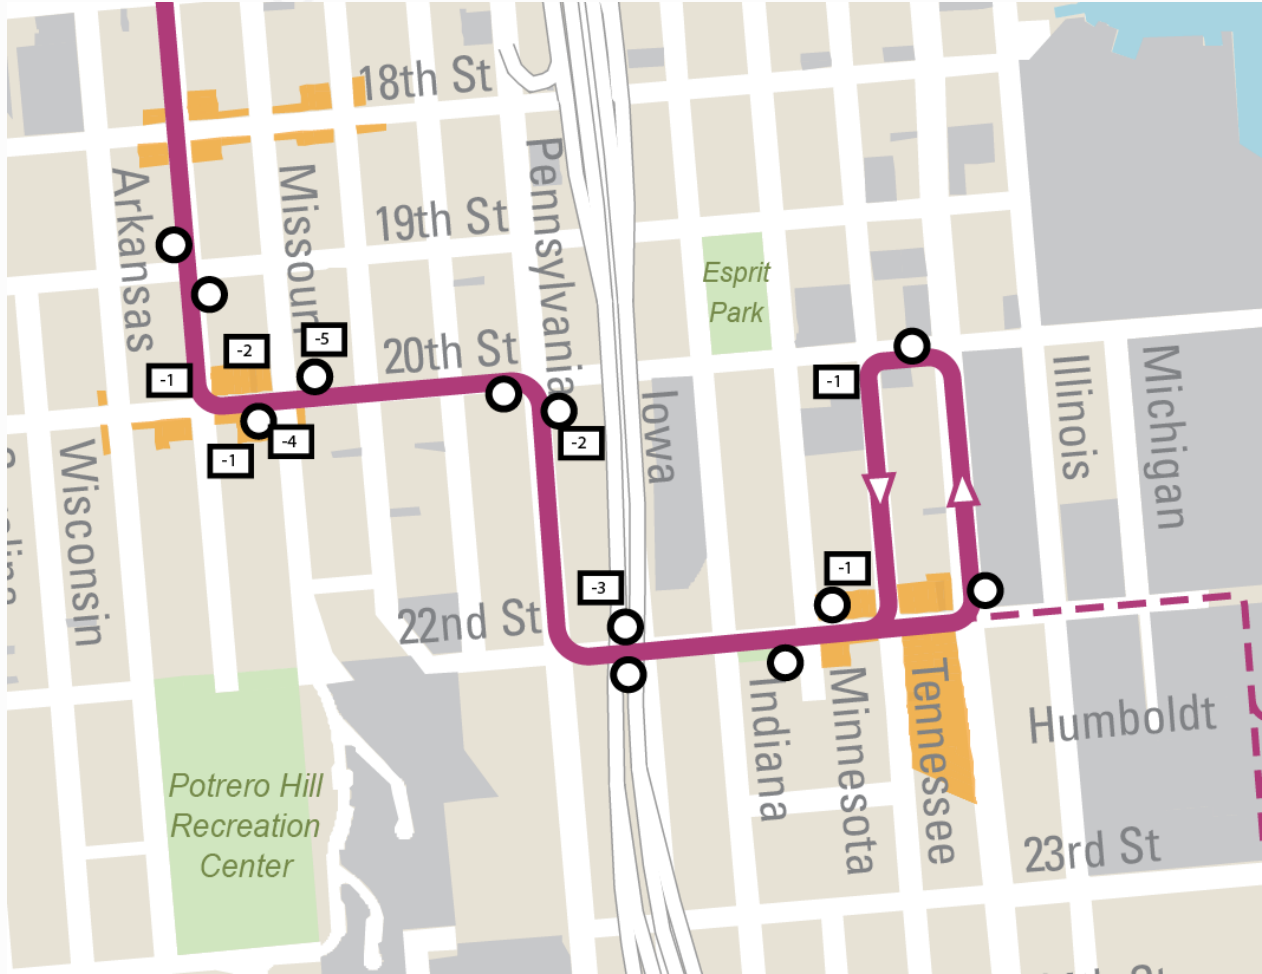 18th St
Arkansas
Missouri
Pennsylvania
19th St
Esprit
Park
-5
-2
-1
20th St
-1
Illinois
Michigan
Iowa
-4
-2
-1
Wisconsin
-1
-3
22nd St
Indiana
Minnesota
Tennessee
Humboldt
Potrero Hill
Recreation
Center
23rd St